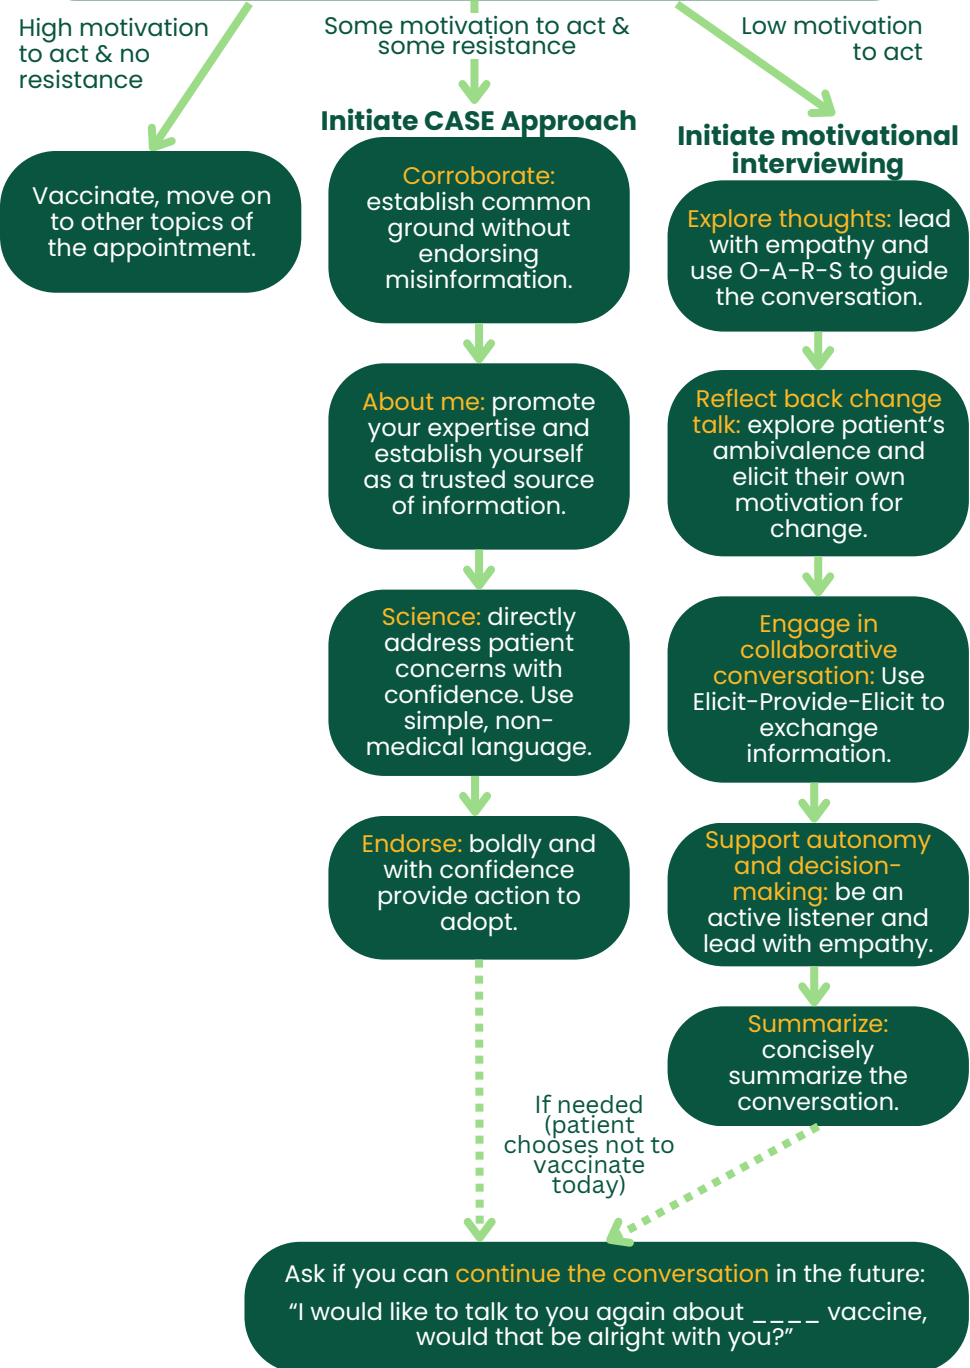 High motivation
to act & no
resistance
Some motivation to act &
some resistance
Low motivation
to act
Vaccinate, move on
to other topics of
the appointment.
Initiate CASE Approach
Corroborate:
establish common
ground without
endorsing
misinformation.
About me: promote
your expertise and
establish yourself
as a trusted source
of information.
Science: directly
address patient
concerns with
confidence. Use
simple, non-
medical language.
Endorse: boldly and
with confidence
provide action to
adopt.
Initiate motivational
interviewing
Explore thoughts: lead
with empathy and
use O-A-R-S to guide
the conversation.
Reflect back change
talk: explore patient’s
ambivalence and
elicit their own
motivation for
change.
Engage in
collaborative
conversation: Use
Elicit-Provide-Elicit to
exchange
information.
Support autonomy
and decision-
making: be an
active listener and
lead with empathy.
Summarize:
concisely
summarize the
conversation.
If needed
(patient
chooses not to
vaccinate
today)
Ask if you can continue the conversation in the future:
“I would like to talk to you again about ____ vaccine,
would that be alright with you?”